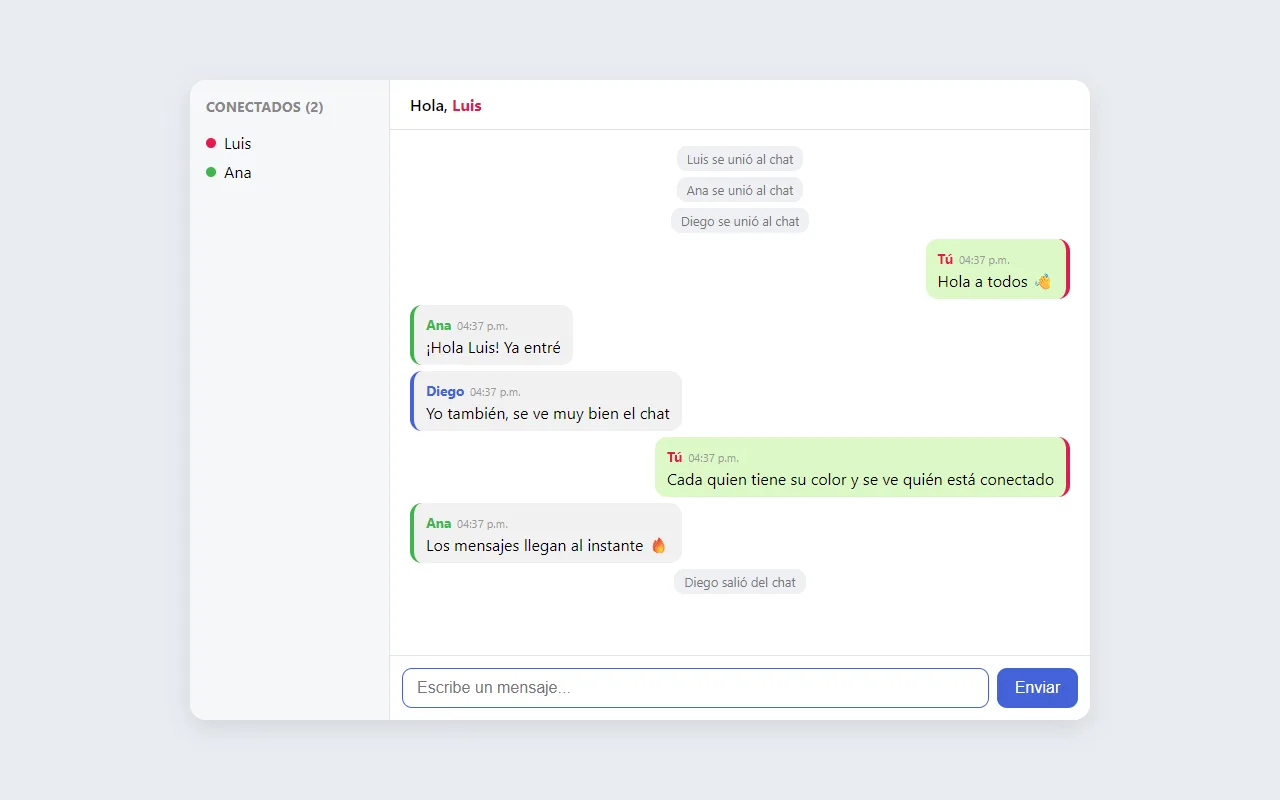 CONECTADOS (2)
Luis
Ana
Hola, Luis
Luis se unió al chat
Ana se unió al chat
Diego se unió al chat
Tú 04:37 p.m.
Hola a todos 👋
Ana 04:37 p.m.
¡Hola Luis! Ya entré
Diego 04:37 p.m.
Yo también, se ve muy bien el chat
Tú 04:37 p.m.
Cada quien tiene su color y se ve quién está conectado
Ana 04:37 p.m.
Los mensajes llegan al instante 🔥
Diego salió del chat
Escribe un mensaje...
Enviar